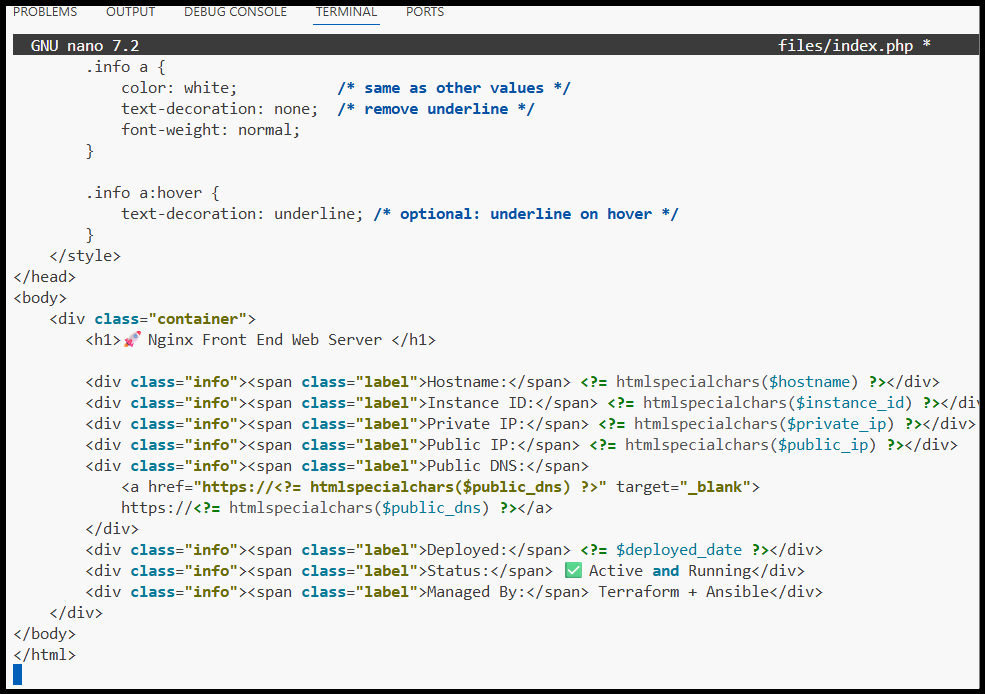 PROBLEMS OUTPUT DEBUG CONSOLE TERMINAL PORTS
GNU nano 7.2 files/index.php *
        .info a {
            color: white;           /* same as other values */
            text-decoration: none;  /* remove underline */
            font-weight: normal;
        }

        .info a:hover {
            text-decoration: underline; /* optional: underline on hover */
        }
    </style>
</head>
<body>
    <div class="container">
        <h1>🚀 Nginx Front End Web Server </h1>

        <div class="info"><span class="label">Hostname:</span> <?= htmlspecialchars($hostname) ?></div>
        <div class="info"><span class="label">Instance ID:</span> <?= htmlspecialchars($instance_id) ?></di
        <div class="info"><span class="label">Private IP:</span> <?= htmlspecialchars($private_ip) ?></div>
        <div class="info"><span class="label">Public IP:</span> <?= htmlspecialchars($public_ip) ?></div>
        <div class="info"><span class="label">Public DNS:</span>
            <a href="https://<?= htmlspecialchars($public_dns) ?>" target="_blank">
            https://<?= htmlspecialchars($public_dns) ?></a>
        </div>
        <div class="info"><span class="label">Deployed:</span> <?= $deployed_date ?></div>
        <div class="info"><span class="label">Status:</span> ✅ Active and Running</div>
        <div class="info"><span class="label">Managed By:</span> Terraform + Ansible</div>
    </div>
</body>
</html>